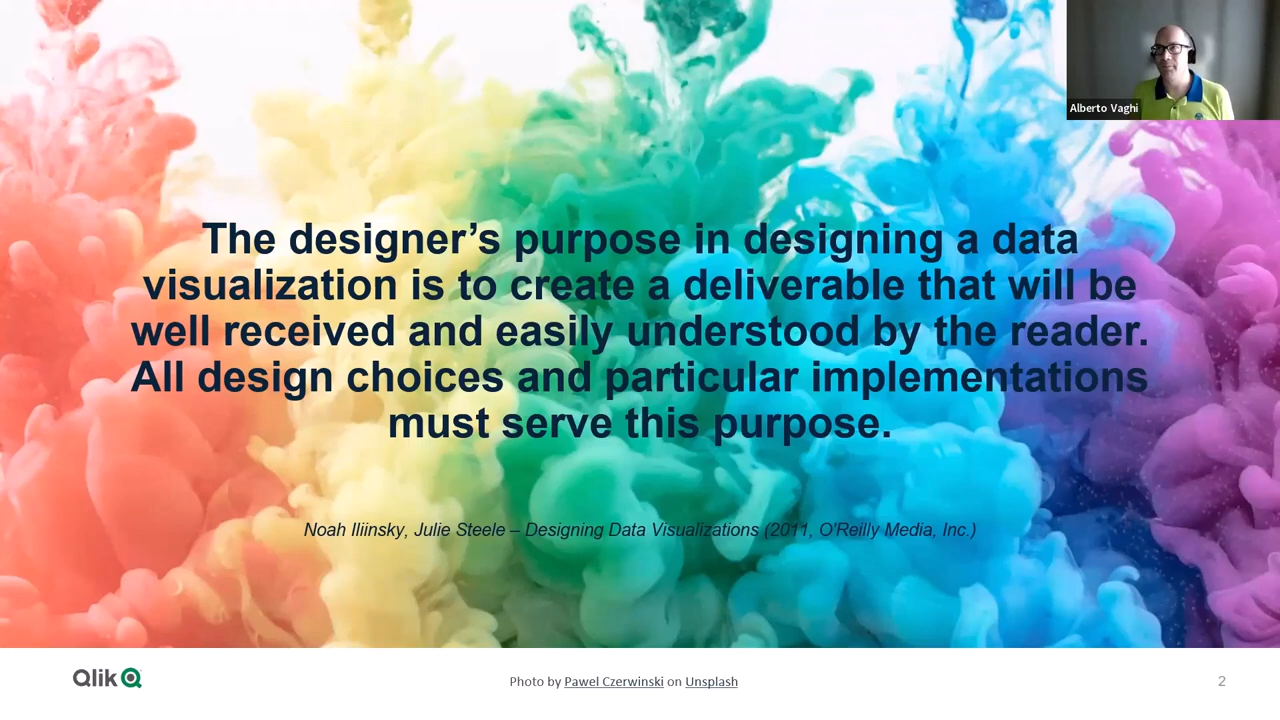 Alberto Vaghi
The designer’s purpose in designing a data
visualization is to create a deliverable that will be
well received and easily understood by the reader.
All design choices and particular implementations
must serve this purpose.
Noah Iliinsky, Julie Steele – Designing Data Visualizations (2011, O'Reilly Media, Inc.)
Qlik
Photo by Pawel Czerwinski on Unsplash
2